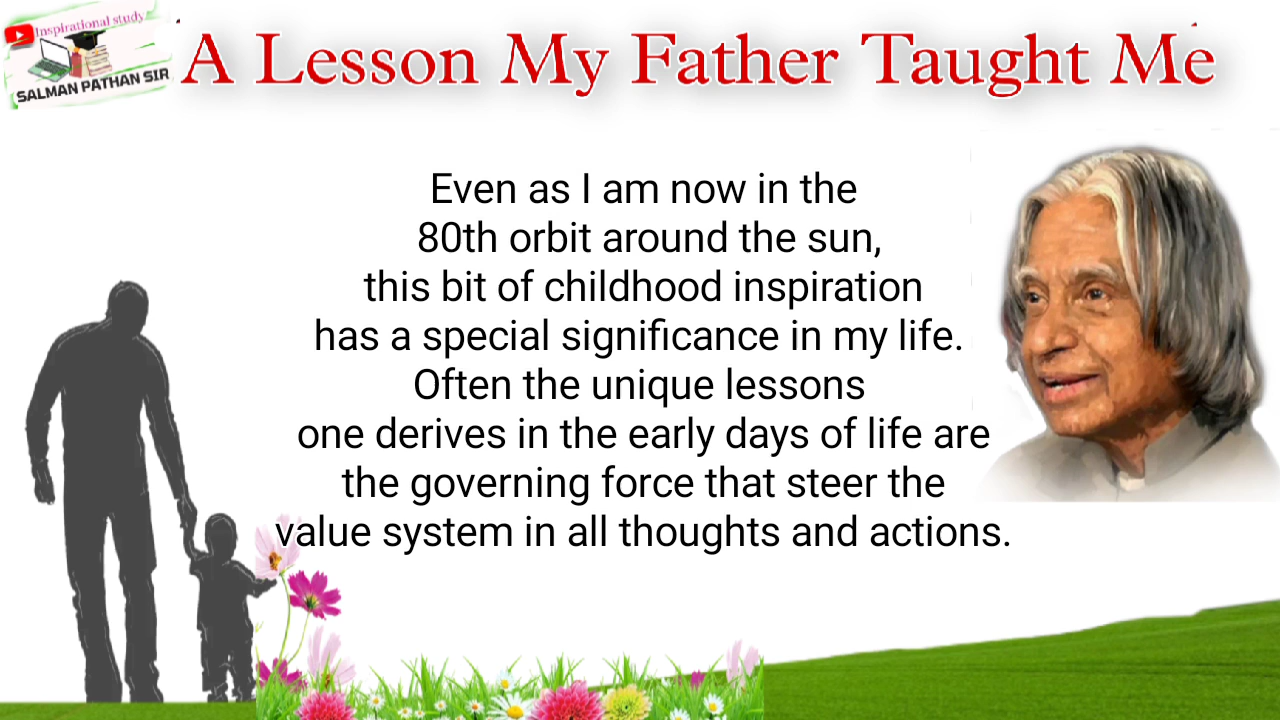 Inspirational study
SALMAN PATHAN SIR
A Lesson My Father Taught Me
Even as I am now in the
80th orbit around the sun,
this bit of childhood inspiration
has a special significance in my life.
Often the unique lessons
one derives in the early days of life are
the governing force that steer the
value system in all thoughts and actions.